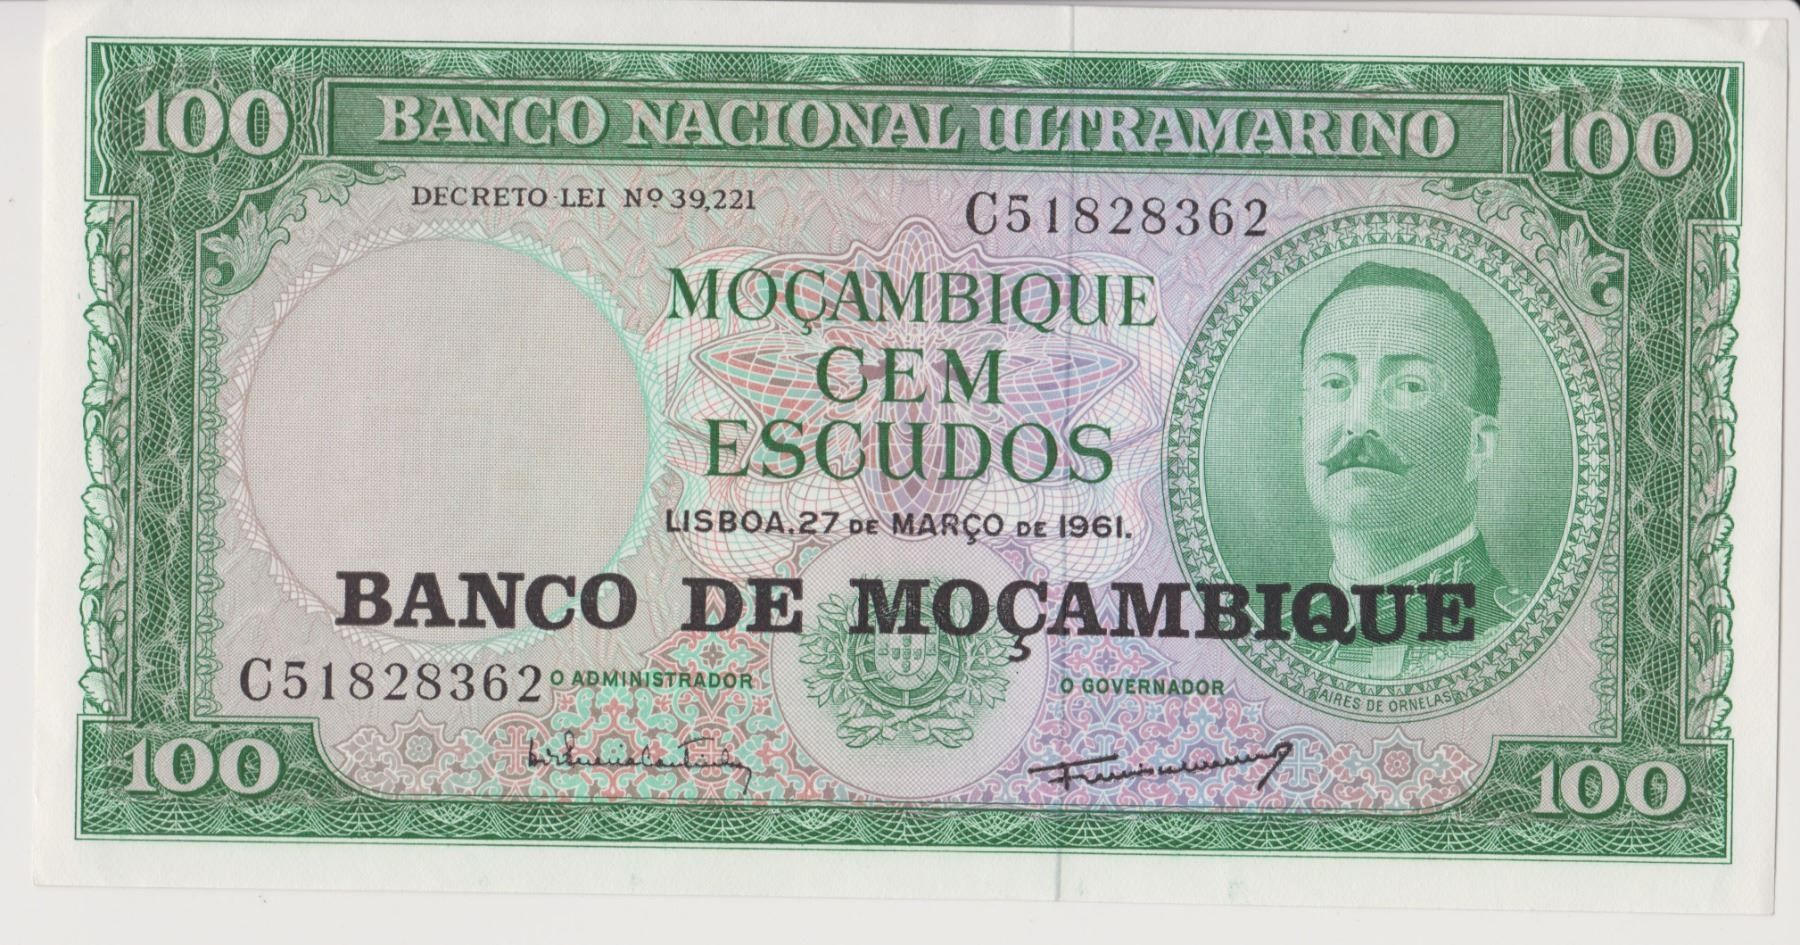 100 BANCO NACIONAL ULTRAMARINO 100
DECRETO-LEI Nº 39,221
C51828362
MOÇAMBIQUE
CEM
ESCUDOS
LISBOA, 27 DE MARÇO DE 1961.
BANCO DE MOÇAMBIQUE
C51828362
O ADMINISTRADOR
O GOVERNADOR
AIRES DE ORNELAS
100 100